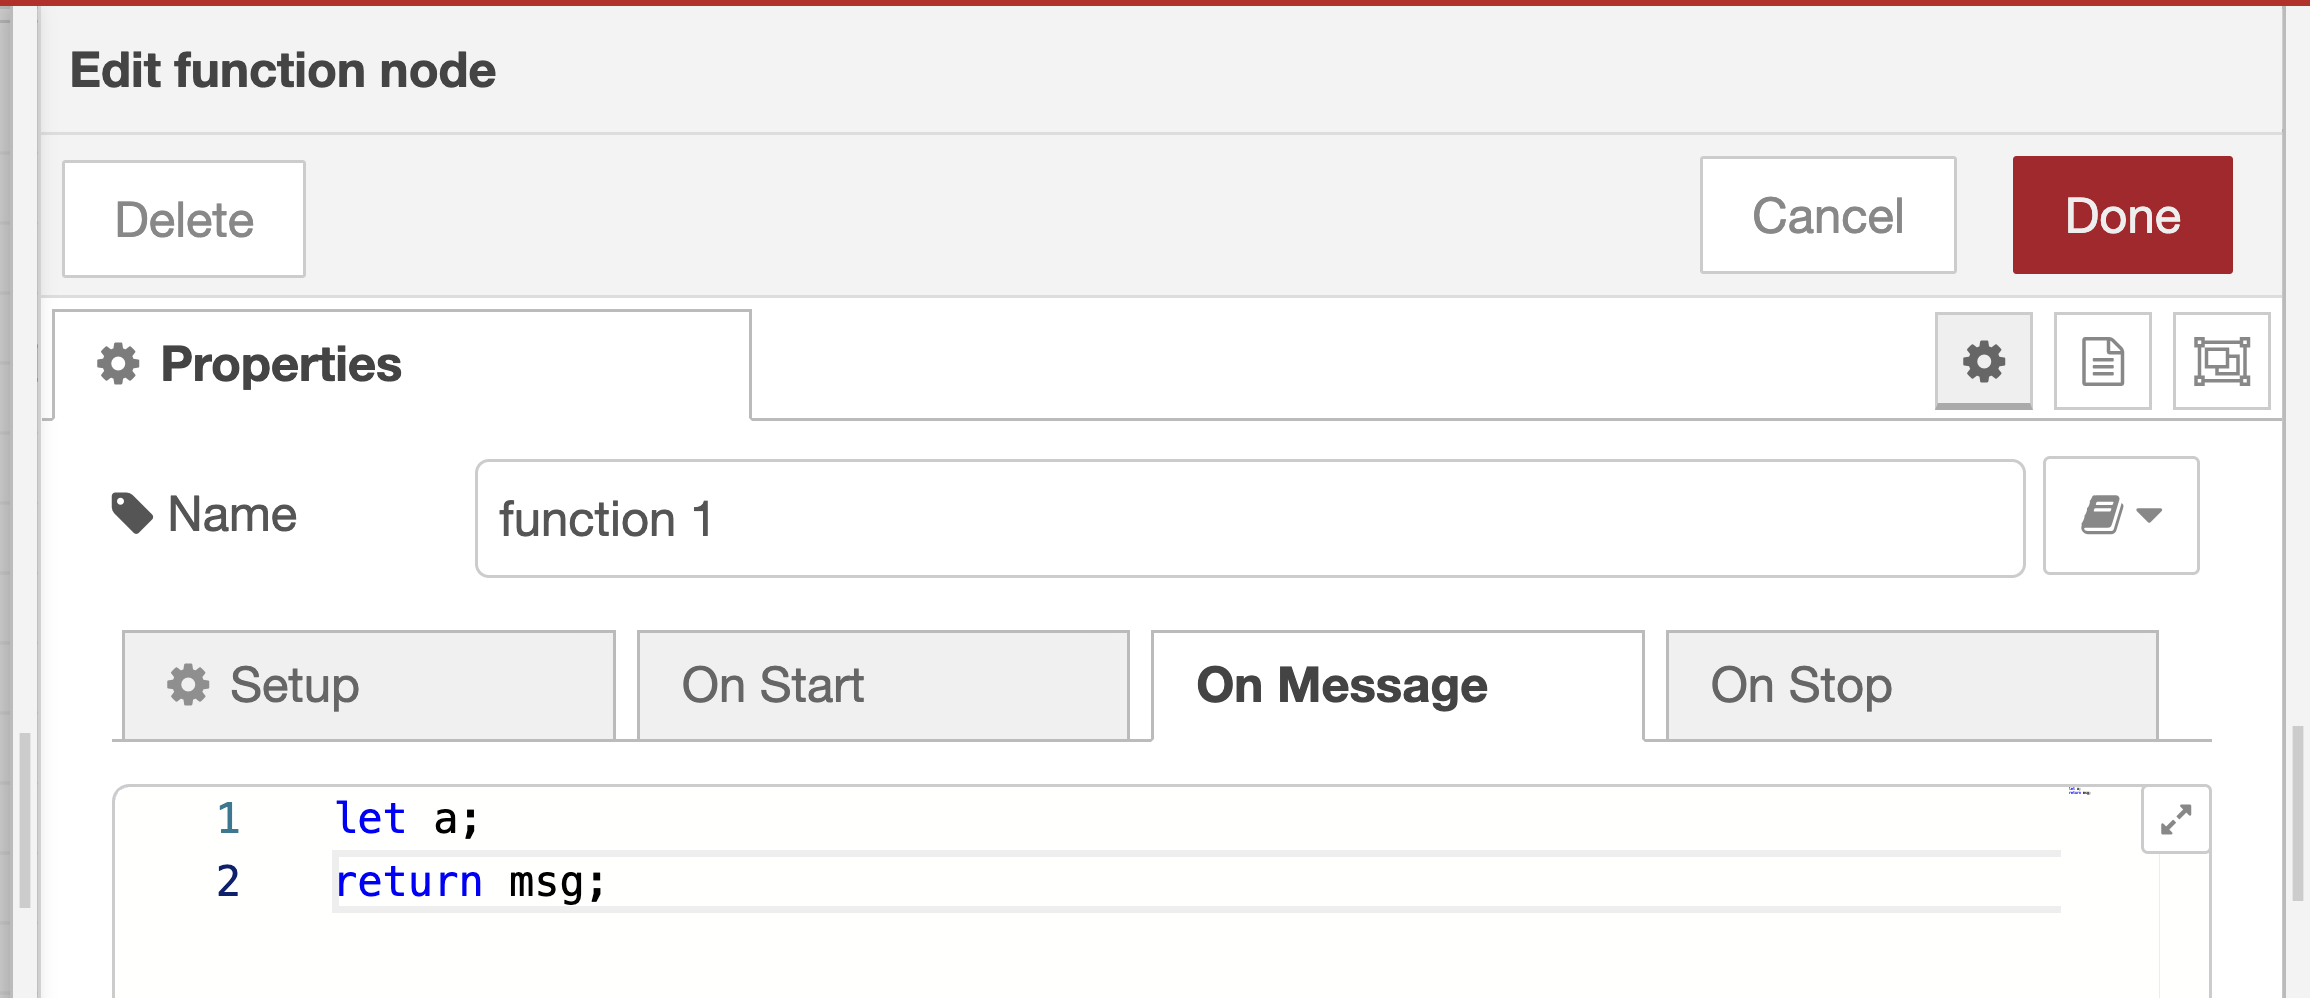 Edit function node
Delete
Cancel
Done
Properties
Name
function 1
Setup
On Start
On Message
On Stop
1 let a;
2 return msg;